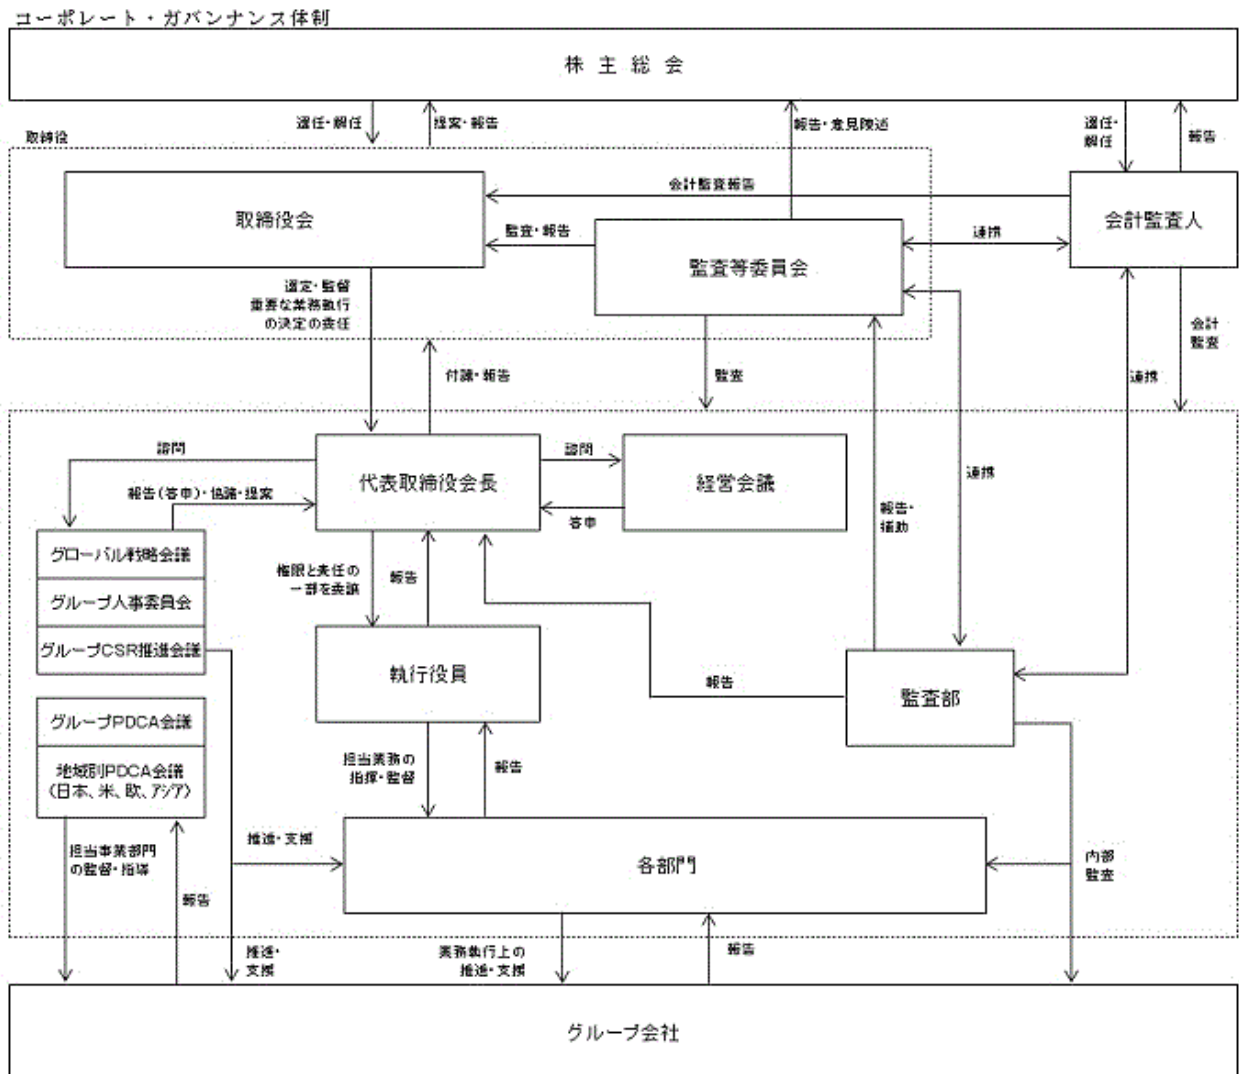 コーポレート・ガバンナンス体制
株主総会
選任・解任
提案・報告
報告・意見陳述
選任・
解任
報告
取締役
会計監査報告
取締役会
監査・報告
監査等委員会
連携
会計監査人
選定・監督
重要な業務執行
の決定の委任
会計
監査
付議・報告
監査
連携
諮問
代表取締役会長
諮問
経営会議
連携
報告(答申)・協議・提案
答申
報告・
補助
グローバル戦略会議
グループ人事委員会
グループCSR推進会議
権限と責任の
一部を委譲
報告
執行役員
報告
監査部
グループPDCA会議
地域別PDCA会議
(日本、米、欧、アジア)
担当業務の
指揮・監督
報告
担当事業部門
の監督・指導
推進・支援
各部門
内部
監査
報告
推進・
支援
業務執行上の
推進・支援
報告
グループ会社